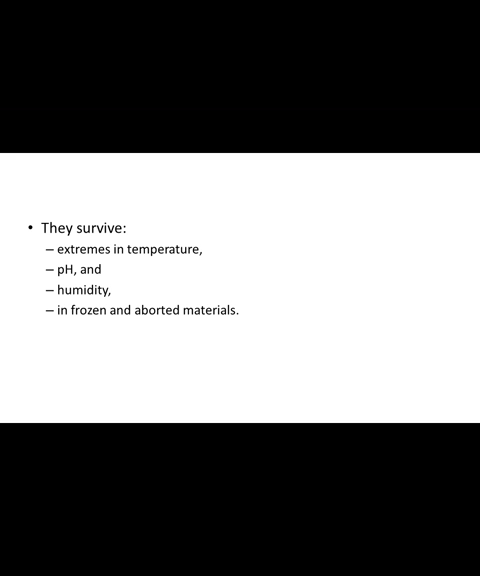 • They survive:
– extremes in temperature,
– pH, and
– humidity,
– in frozen and aborted materials.